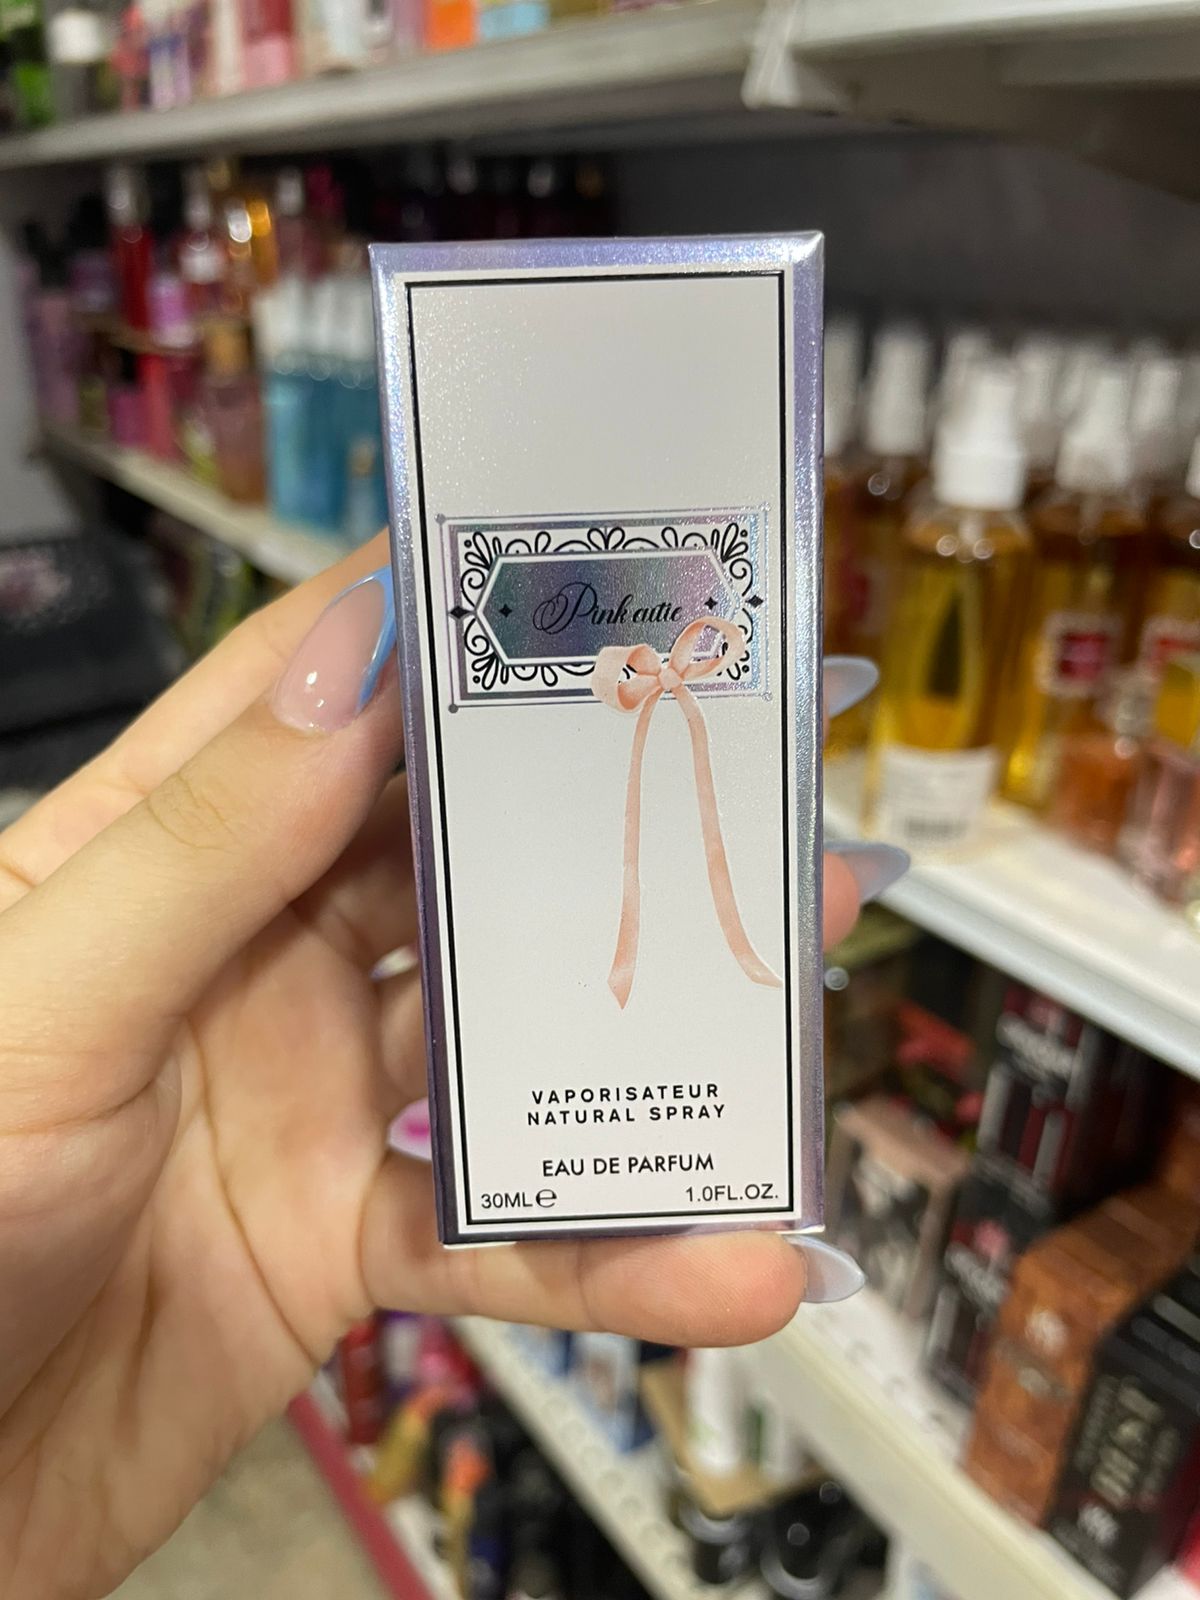 Pink cutie
VAPORISATEUR
NATURAL SPRAY
EAU DE PARFUM
30ML℮ 1.0FL.OZ.